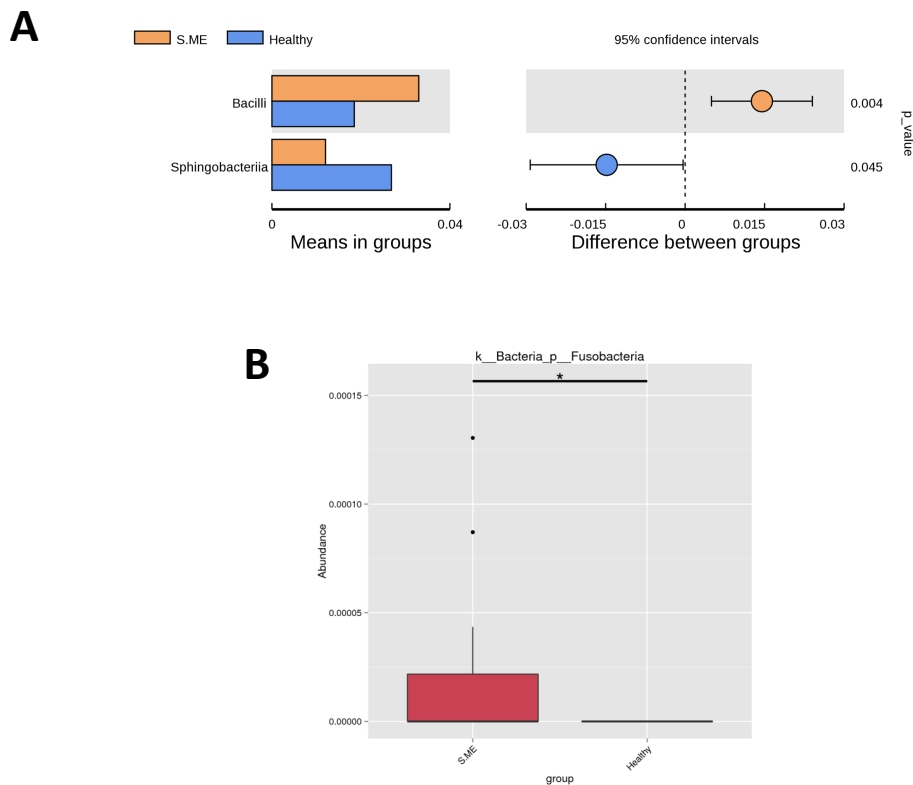 A
S.ME Healthy 95% confidence intervals
Bacilli 0.004
Sphingobacteriia 0.045
p_value
0 0.04 -0.03 -0.015 0 0.015 0.03
Means in groups Difference between groups
B
k__Bacteria_p__Fusobacteria
*
0.00015
0.00010
0.00005
0.00000
Abundance
S.ME Healthy
group